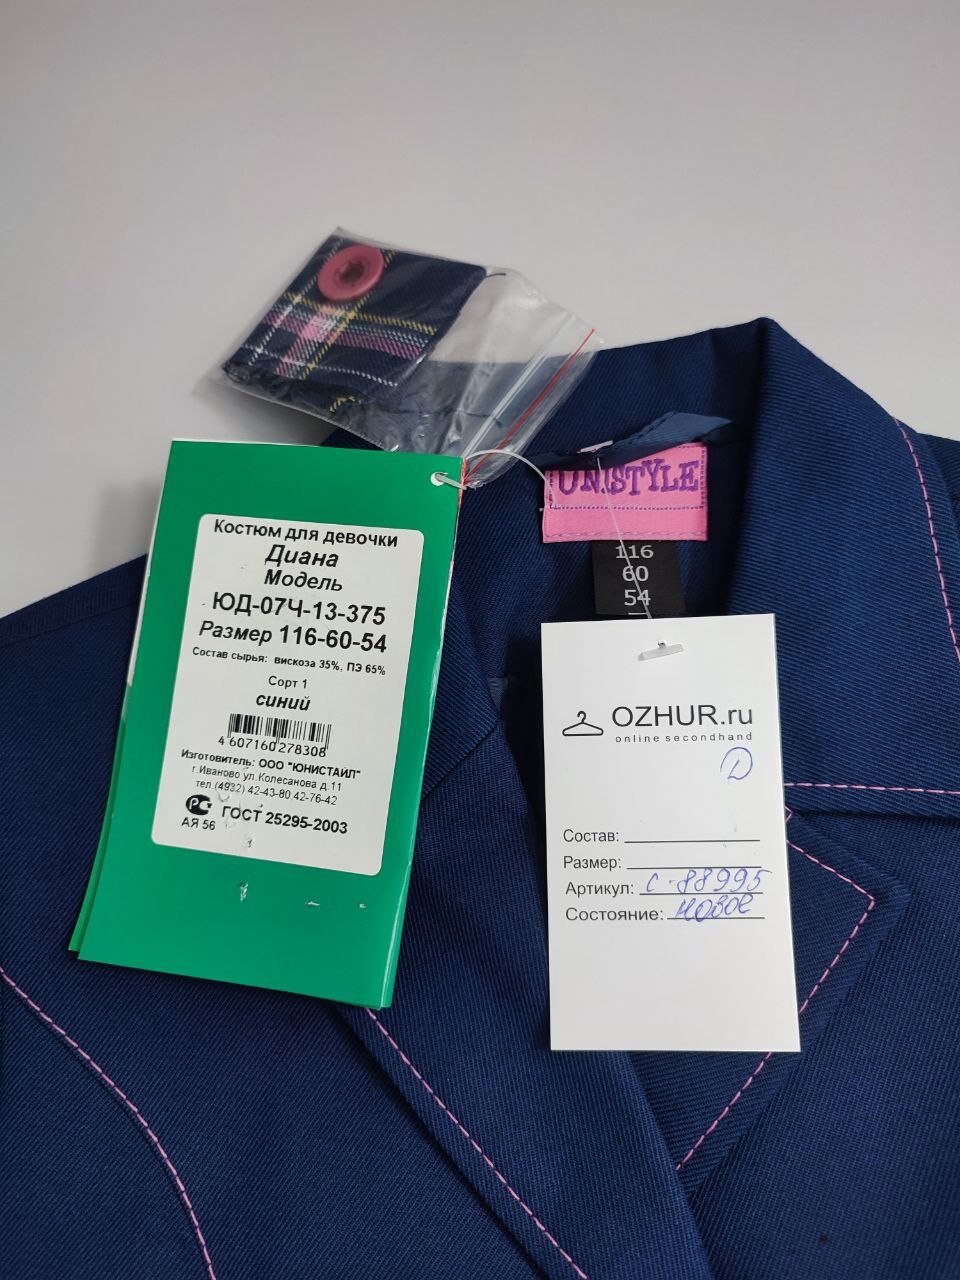 Костюм для девочки
Диана
Модель
ЮД-07Ч-13-375
Размер 116-60-54
Состав сырья: вискоза 35%, ПЭ 65%
Сорт 1
синий
4 607160 278308
Изготовитель: ООО "ЮНИСТАИЛ"
г.Иваново ул.Колесанова д.11
тел.(4932) 42-43-80,42-76-42
РС ГОСТ 25295-2003
АЯ 56
UNISTYLE
116
60
54
OZHUR.ru
online secondhand
D
Состав:
Размер:
Артикул: С-88995
Состояние: новое